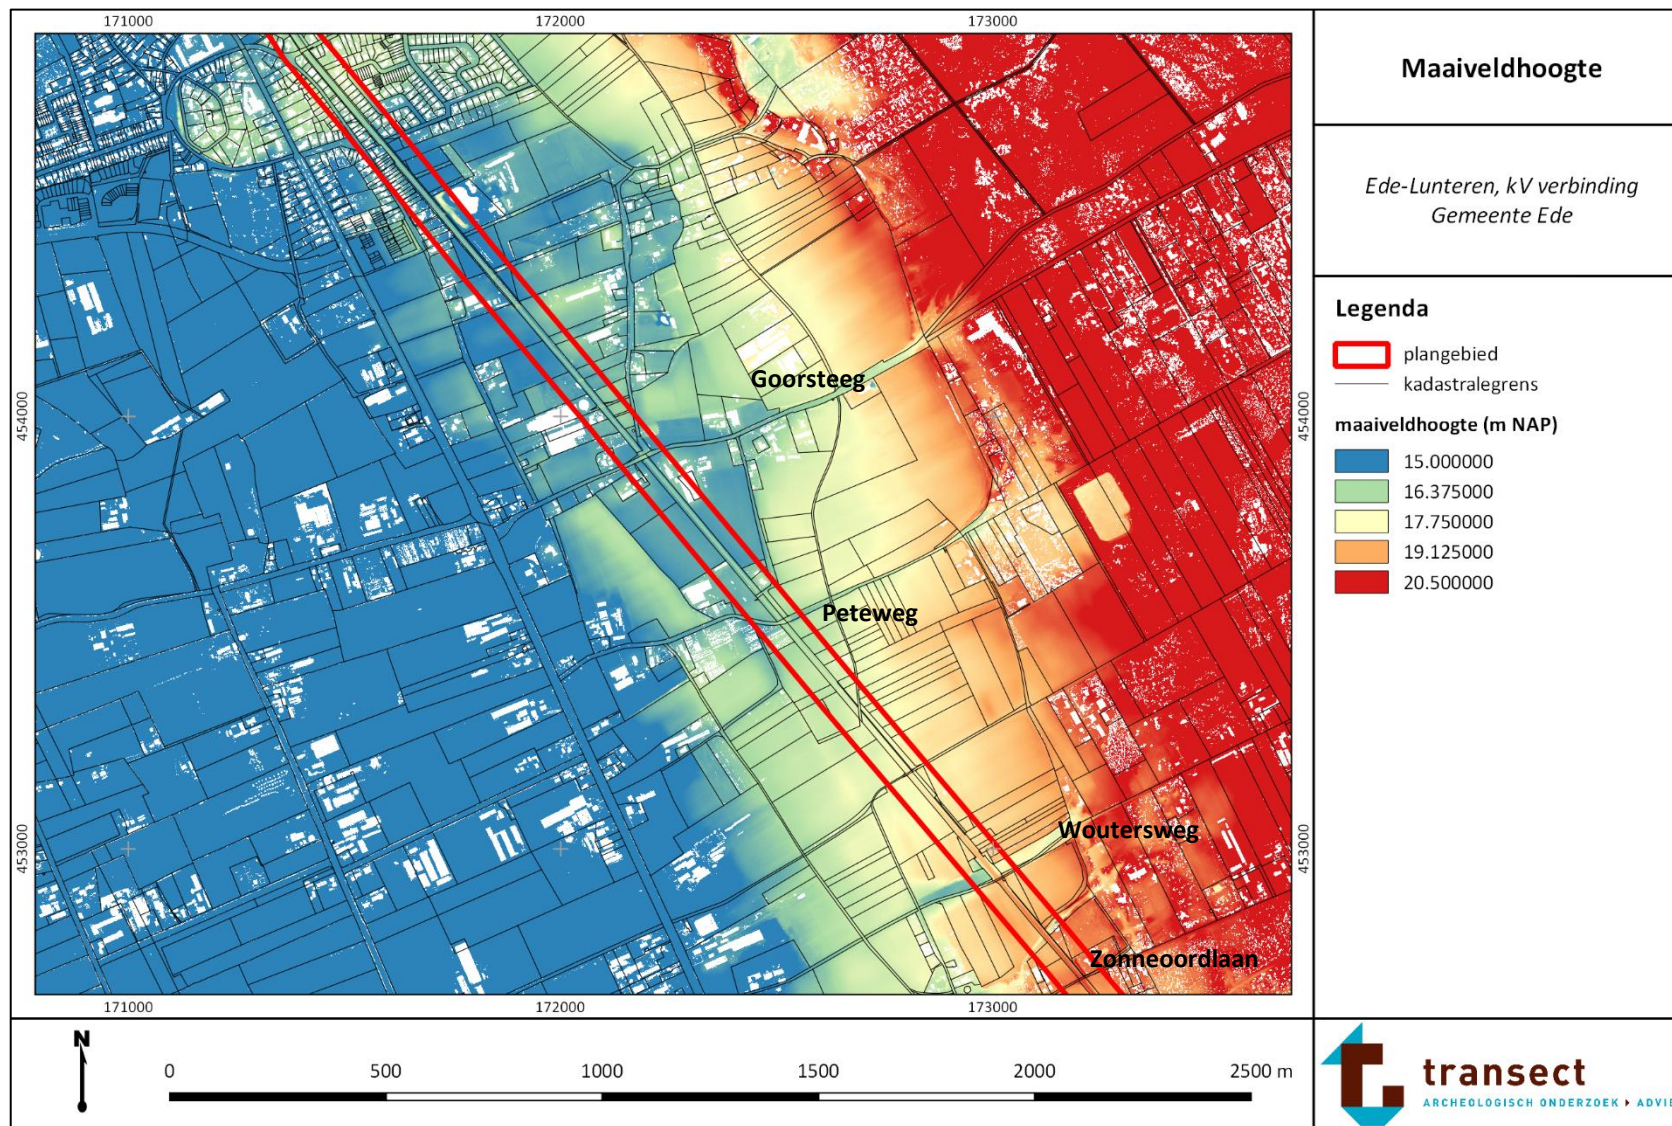 171000 172000 173000
Maaiveldhoogte
Ede-Lunteren, kV verbinding
Gemeente Ede
Legenda
plangebied
kadastralegrens
maaiveldhoogte (m NAP)
15.000000
16.375000
17.750000
19.125000
20.500000
454000 454000
453000 453000
Goorsteeg
Peteweg
Woutersweg
Zonneoordlaan
171000 172000 173000
N
0 500 1000 1500 2000 2500 m
transect
ARCHEOLOGISCH ONDERZOEK ▸ ADVIE